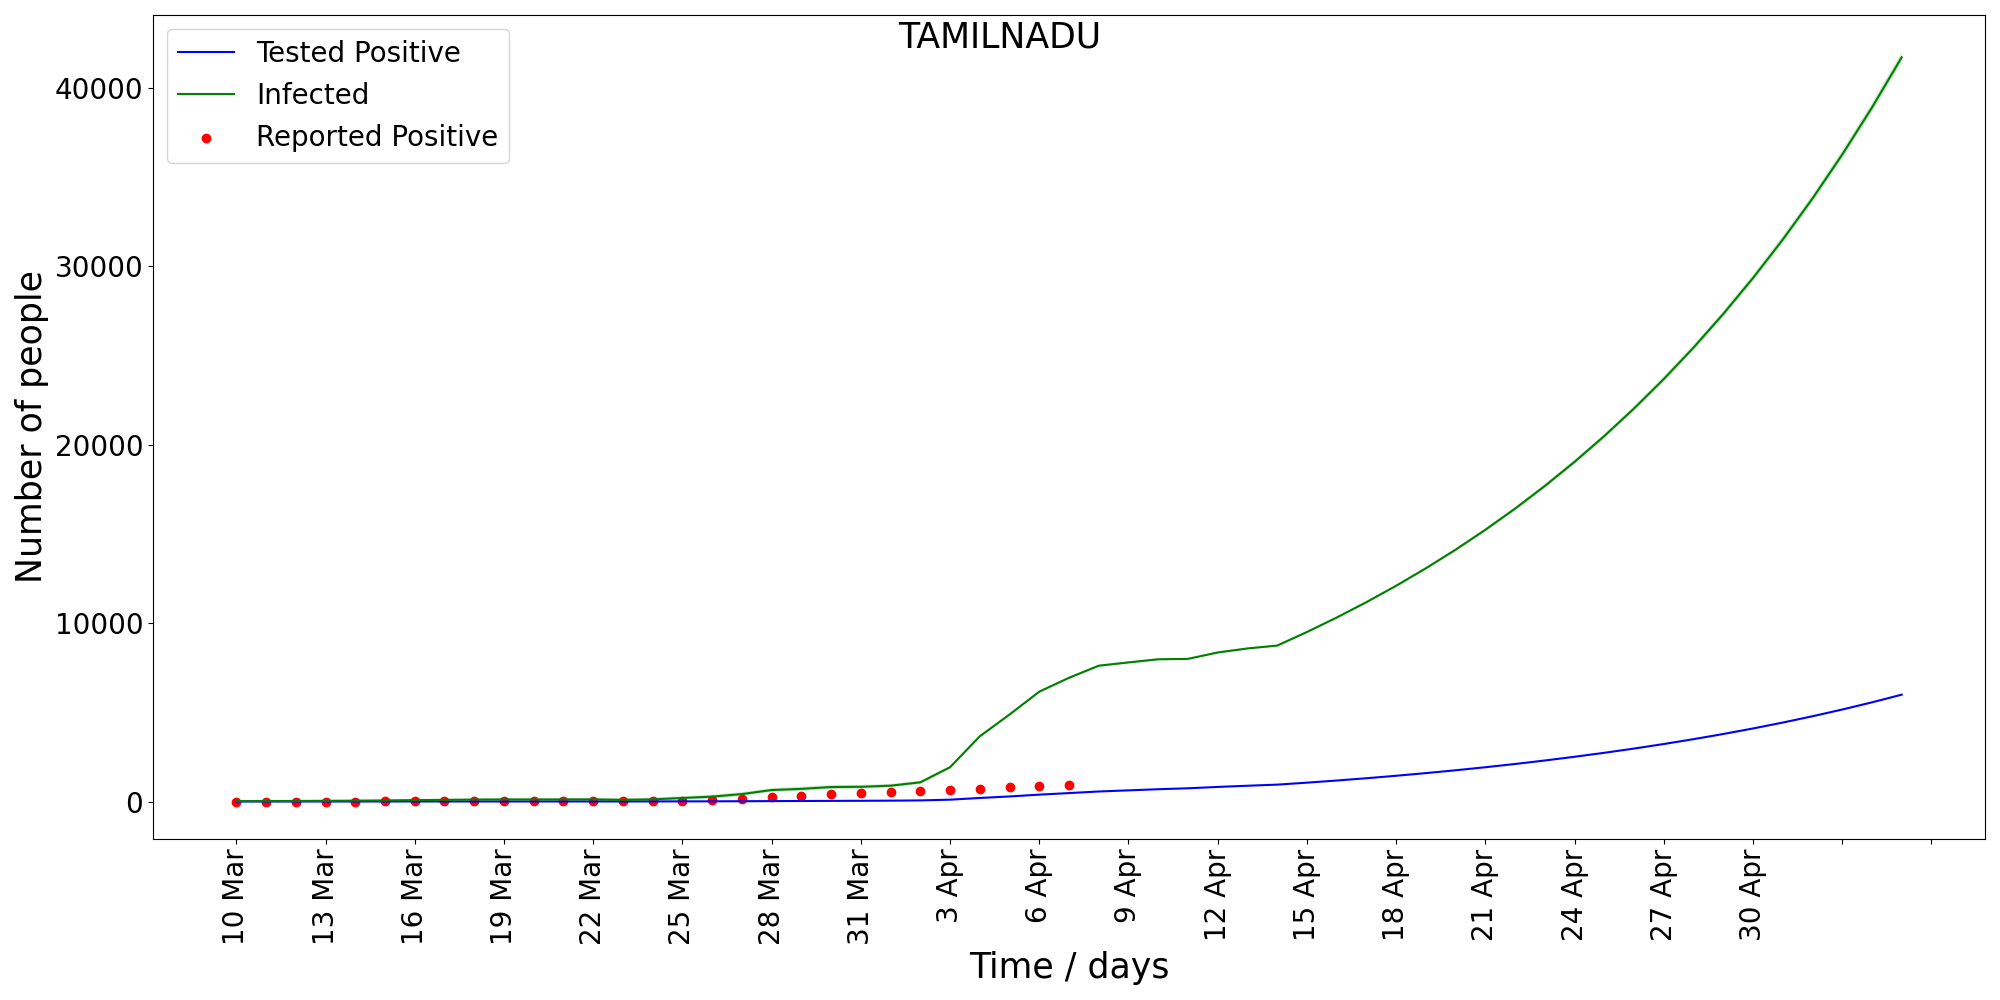 TAMILNADU
Tested Positive
Infected
Reported Positive
Number of people
40000
30000
20000
10000
0
10 Mar
13 Mar
16 Mar
19 Mar
22 Mar
25 Mar
28 Mar
31 Mar
3 Apr
6 Apr
9 Apr
12 Apr
15 Apr
18 Apr
21 Apr
24 Apr
27 Apr
30 Apr
Time / days